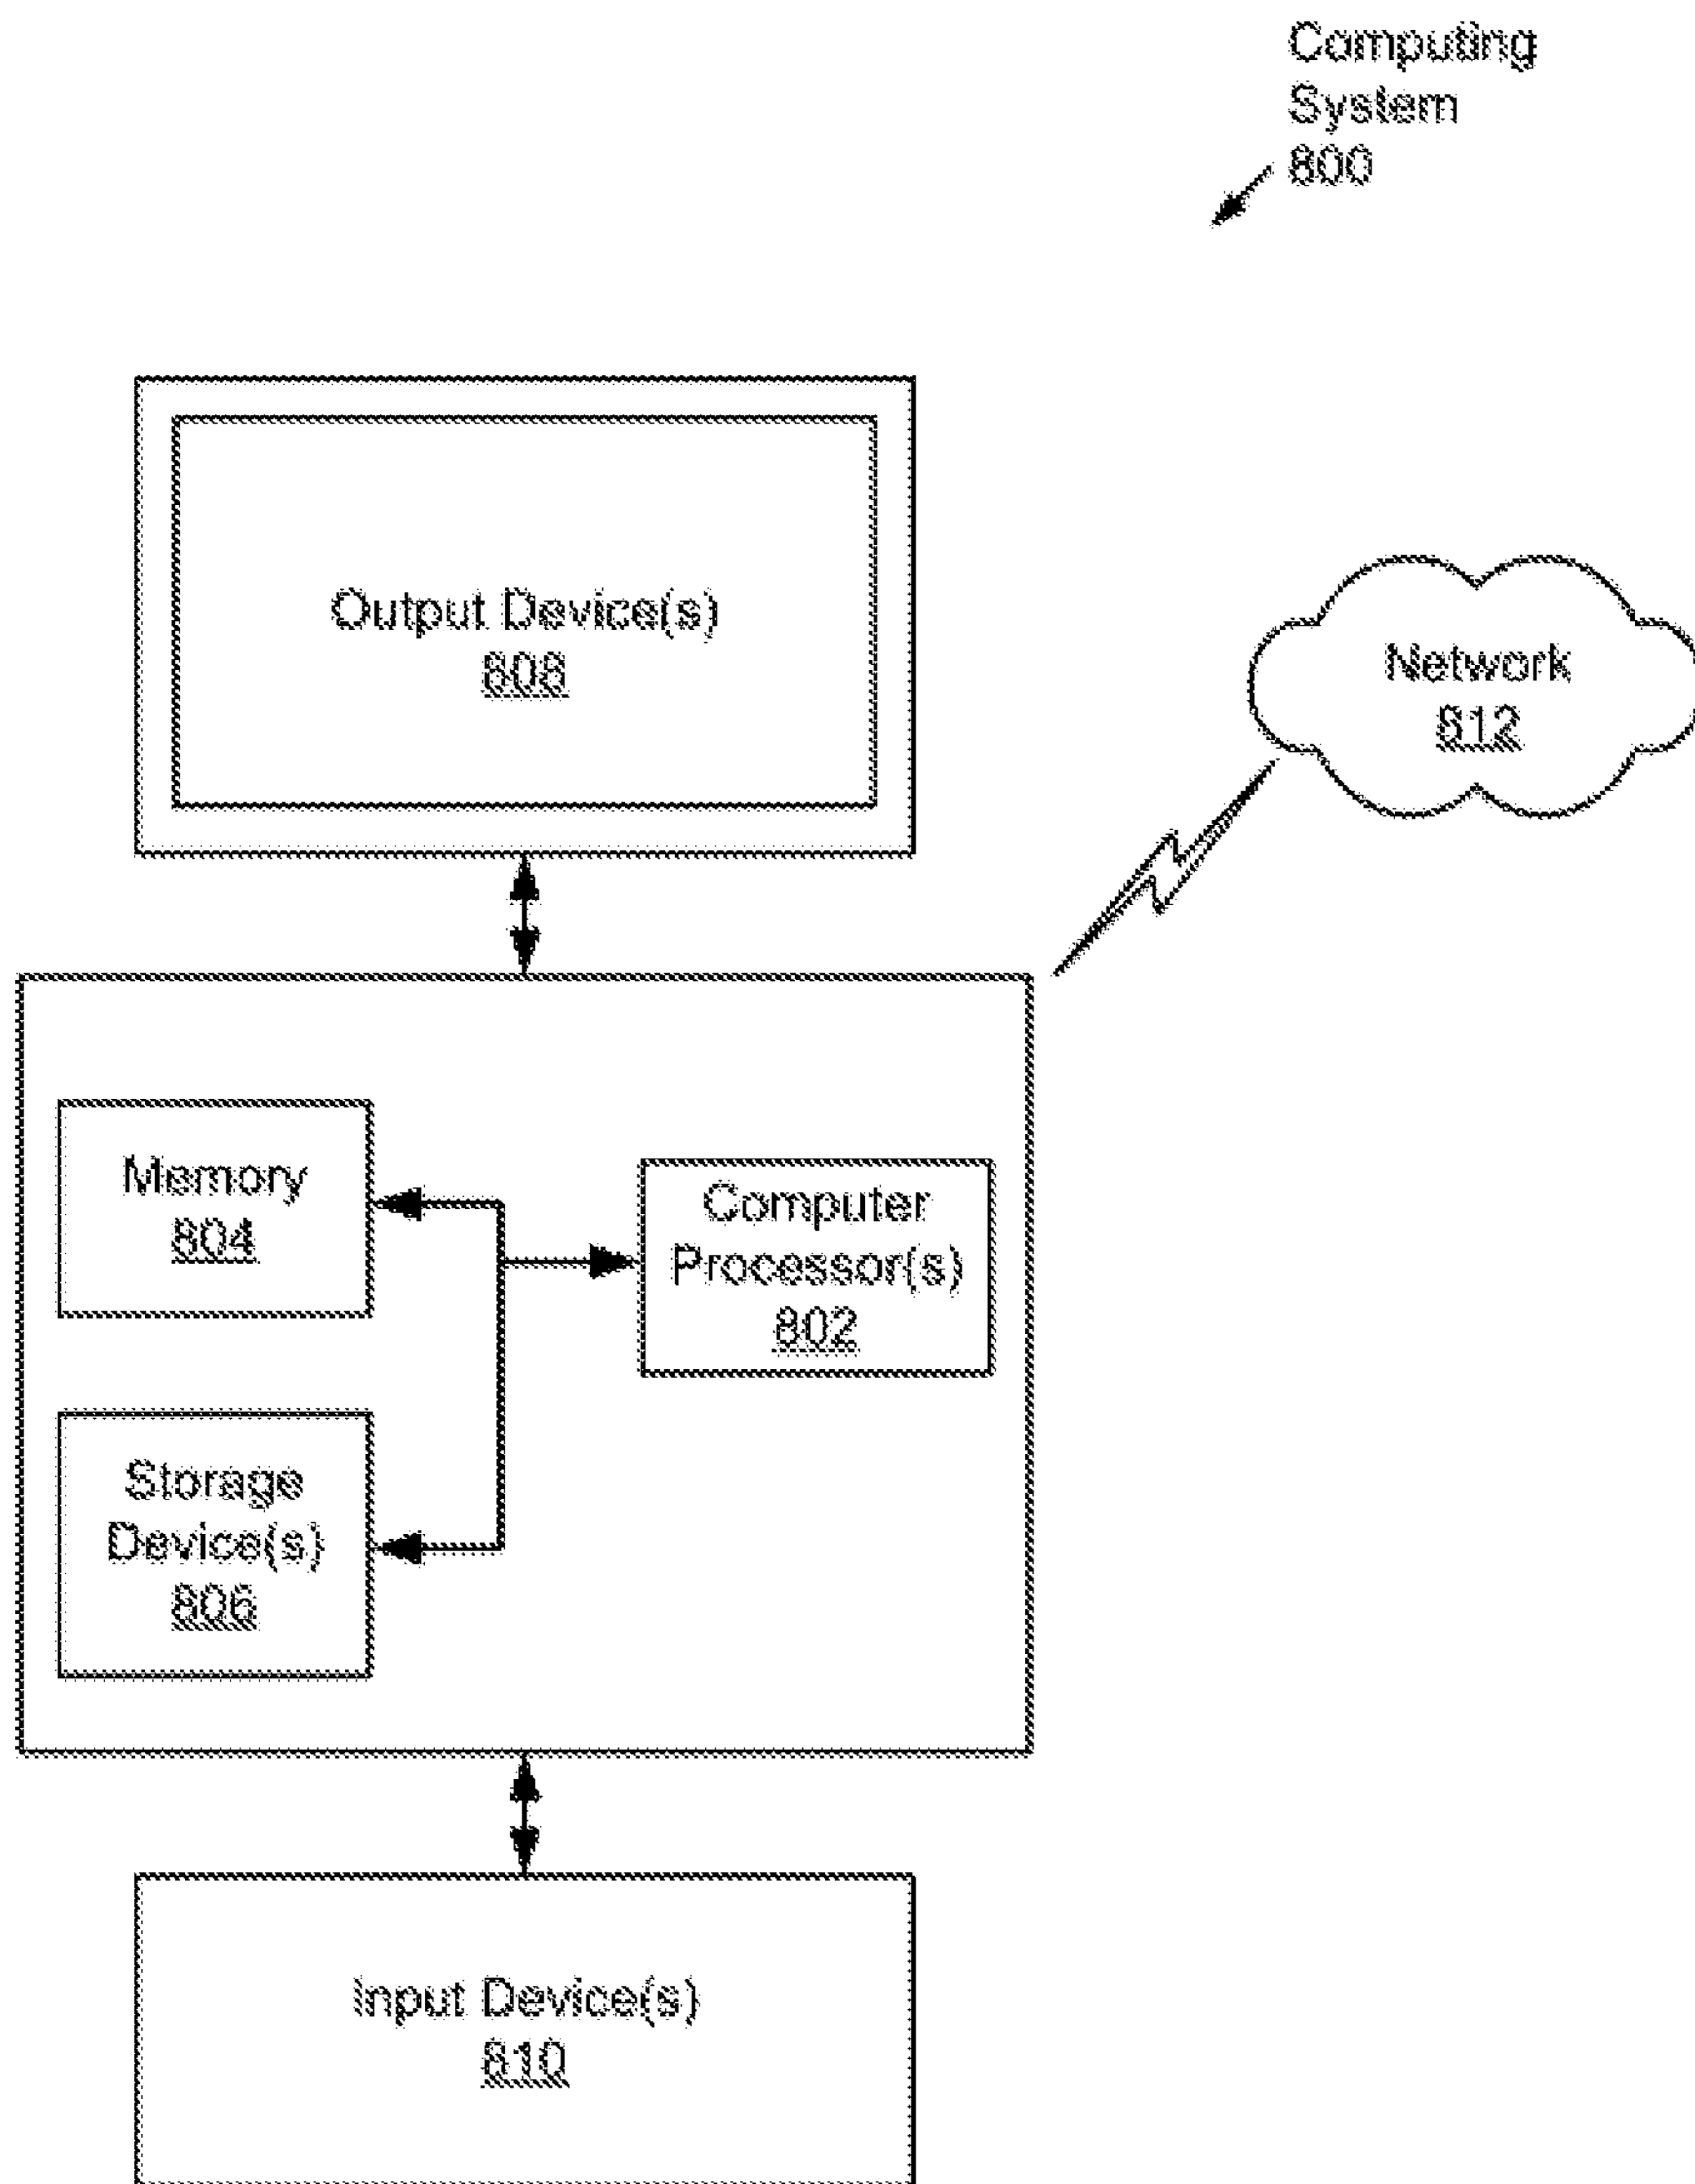 Computing
System
800
Output Device(s)
808
Network
812
Memory
804
Computer
Processor(s)
802
Storage
Device(s)
806
Input Device(s)
810